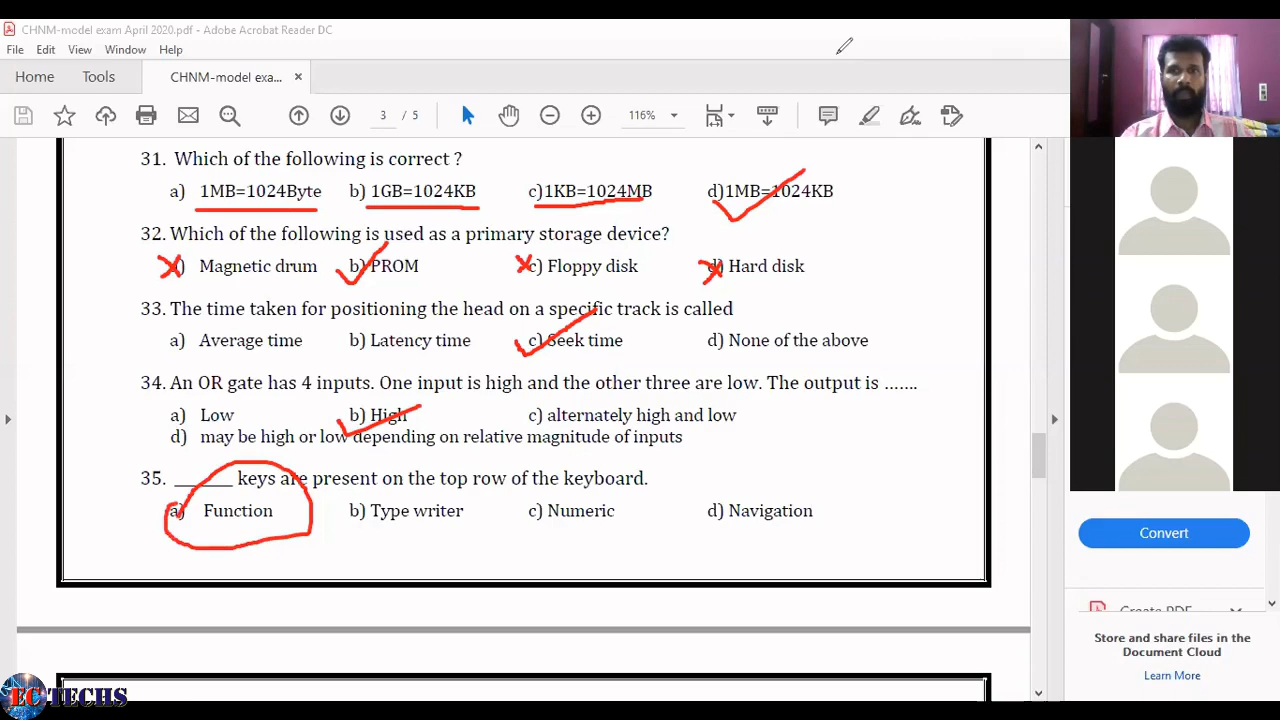 CHNM-model exam April 2020.pdf - Adobe Acrobat Reader DC
File Edit View Window Help
Home Tools CHNM-model exa... ×
3 / 5 116%
31. Which of the following is correct ?
a) 1MB=1024Byte b) 1GB=1024KB c)1KB=1024MB d)1MB=1024KB
32. Which of the following is used as a primary storage device?
a) Magnetic drum b) PROM c) Floppy disk d) Hard disk
33. The time taken for positioning the head on a specific track is called
a) Average time b) Latency time c) Seek time d) None of the above
34. An OR gate has 4 inputs. One input is high and the other three are low. The output is …….
a) Low b) High c) alternately high and low
d) may be high or low depending on relative magnitude of inputs
35. ______ keys are present on the top row of the keyboard.
a) Function b) Type writer c) Numeric d) Navigation
Convert
Create PDF
Store and share files in the
Document Cloud
Learn More
EC TECHS